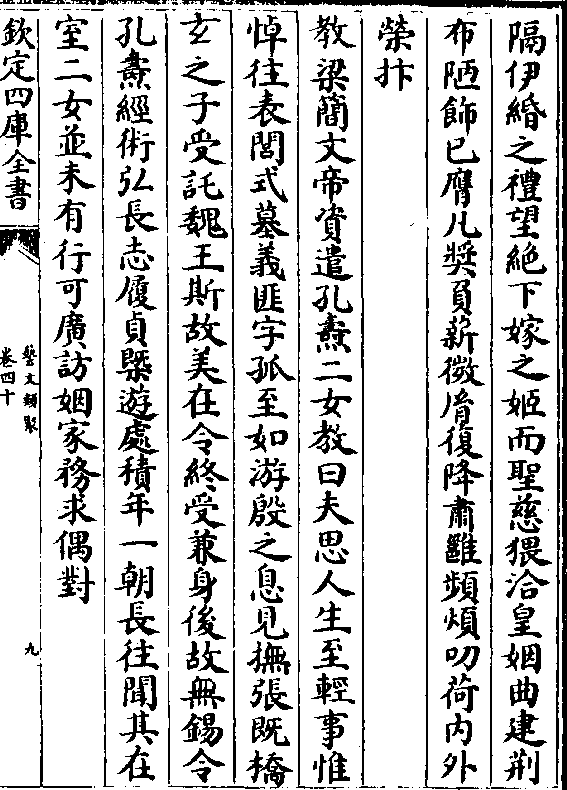 隔伊緍之禮望絶下嫁之姬而聖慈猥洽皇姻曲建荆
布陋飾已膺凡奬負薪微胥復降肅雝頻煩叨荷内外
榮抃
教梁簡文帝資遣孔燾二女教曰夫思人生至輕事惟
悼往表閭式墓義匪字孤至如游殷之息見撫張既橋
玄之子受託魏王斯故美在令終受兼身後故無錫令
孔燾經術弘長志履貞槩遊處積年一朝長往聞其在
室二女並未有行可廣訪姻家務求偶對
欽定四庫全書
藝文類聚
卷四十
九